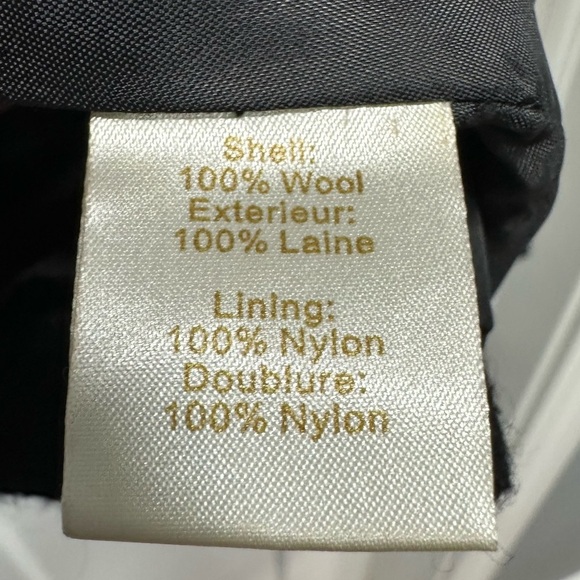 Shell:
100% Wool
Exterieur:
100% Laine
Lining:
100% Nylon
Doublure:
100% Nylon